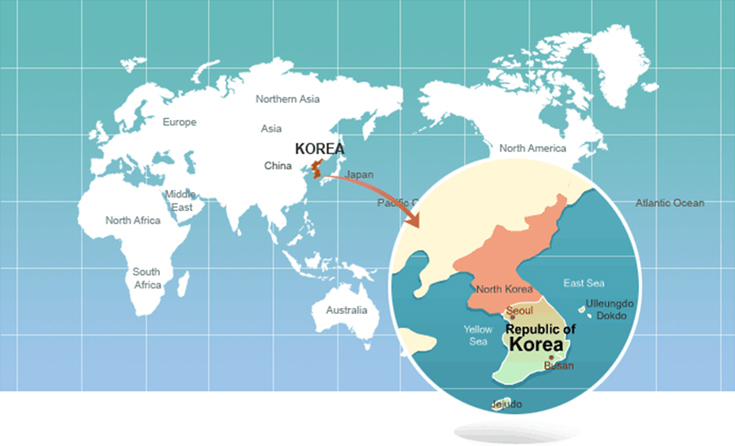 Northern Asia
Europe
Asia
KOREA
China
Japan
North America
Middle
East
Pacific
Atlantic Ocean
North Africa
South
Africa
Australia
North Korea
East Sea
Ulleungdo
Dokdo
Seoul
Yellow
Sea
Republic of
Korea
Busan
Jejudo